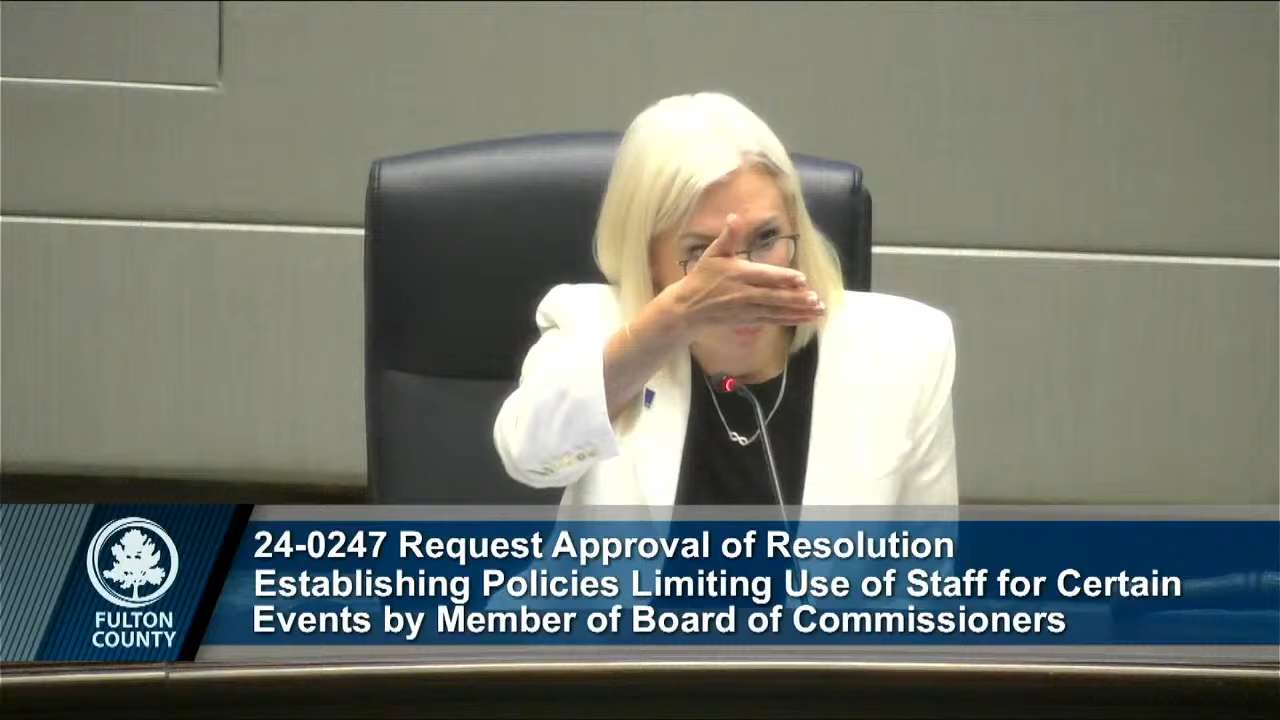 24-0247 Request Approval of Resolution
Establishing Policies Limiting Use of Staff for Certain
Events by Member of Board of Commissioners
FULTON
COUNTY